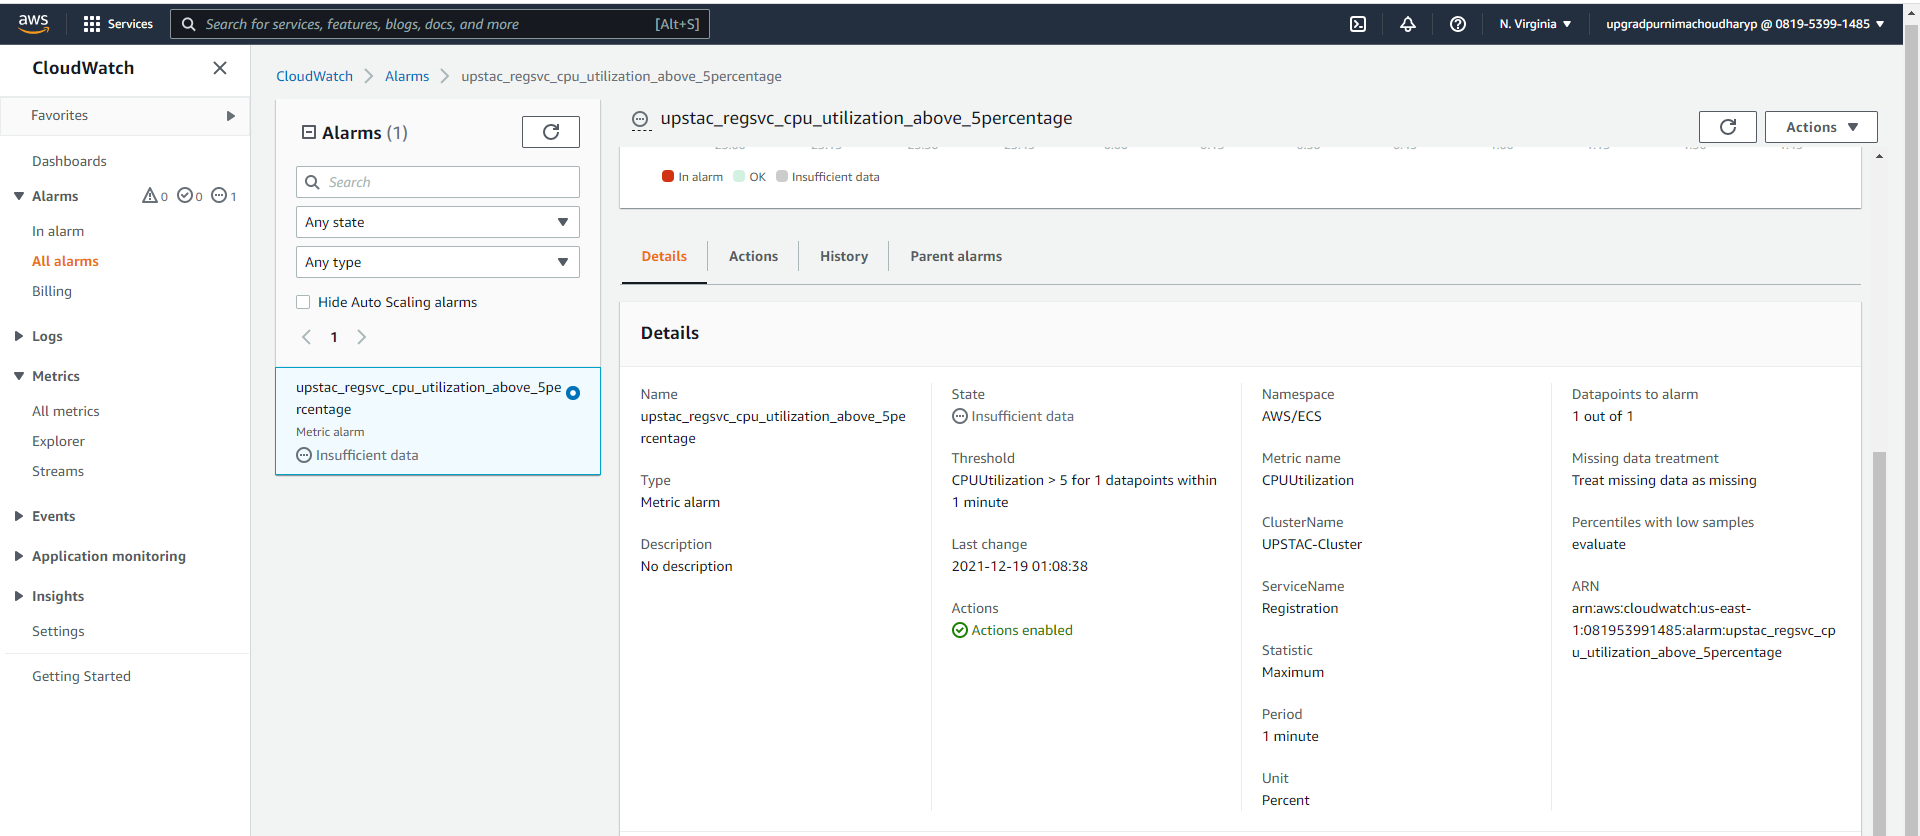 aws
Services
Search for services, features, blogs, docs, and more
[Alt+S]
N. Virginia
upgradpurnimachoudharyp @ 0819-5399-1485
CloudWatch
Favorites
Dashboards
Alarms
0
0
1
In alarm
All alarms
Billing
Logs
Metrics
All metrics
Explorer
Streams
Events
Application monitoring
Insights
Settings
Getting Started
CloudWatch
Alarms
upstac_regsvc_cpu_utilization_above_5percentage
Alarms (1)
Search
Any state
Any type
Hide Auto Scaling alarms
1
upstac_regsvc_cpu_utilization_above_5pe
rcentage
Metric alarm
Insufficient data
upstac_regsvc_cpu_utilization_above_5percentage
Actions
In alarm
OK
Insufficient data
Details
Actions
History
Parent alarms
Details
Name
upstac_regsvc_cpu_utilization_above_5pe
rcentage
Type
Metric alarm
Description
No description
State
Insufficient data
Threshold
CPUUtilization > 5 for 1 datapoints within
1 minute
Last change
2021-12-19 01:08:38
Actions
Actions enabled
Namespace
AWS/ECS
Metric name
CPUUtilization
ClusterName
UPSTAC-Cluster
ServiceName
Registration
Statistic
Maximum
Period
1 minute
Unit
Percent
Datapoints to alarm
1 out of 1
Missing data treatment
Treat missing data as missing
Percentiles with low samples
evaluate
ARN
arn:aws:cloudwatch:us-east-
1:081953991485:alarm:upstac_regsvc_cp
u_utilization_above_5percentage